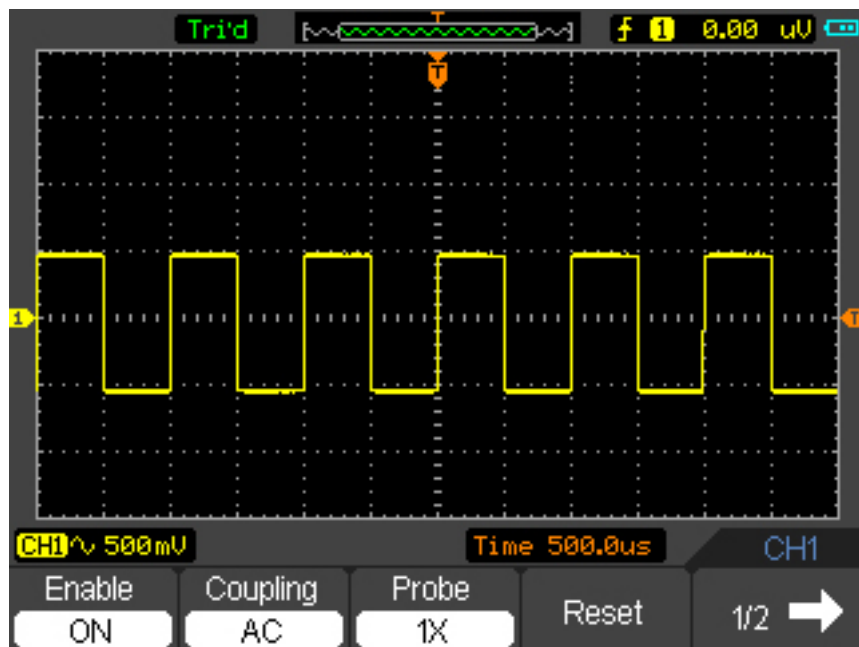 T
Tri'd 1 0.00 uV
T
1 T
CH1 500mV Time 500.0us CH1
Enable Coupling Probe Reset 1/2
ON AC 1X